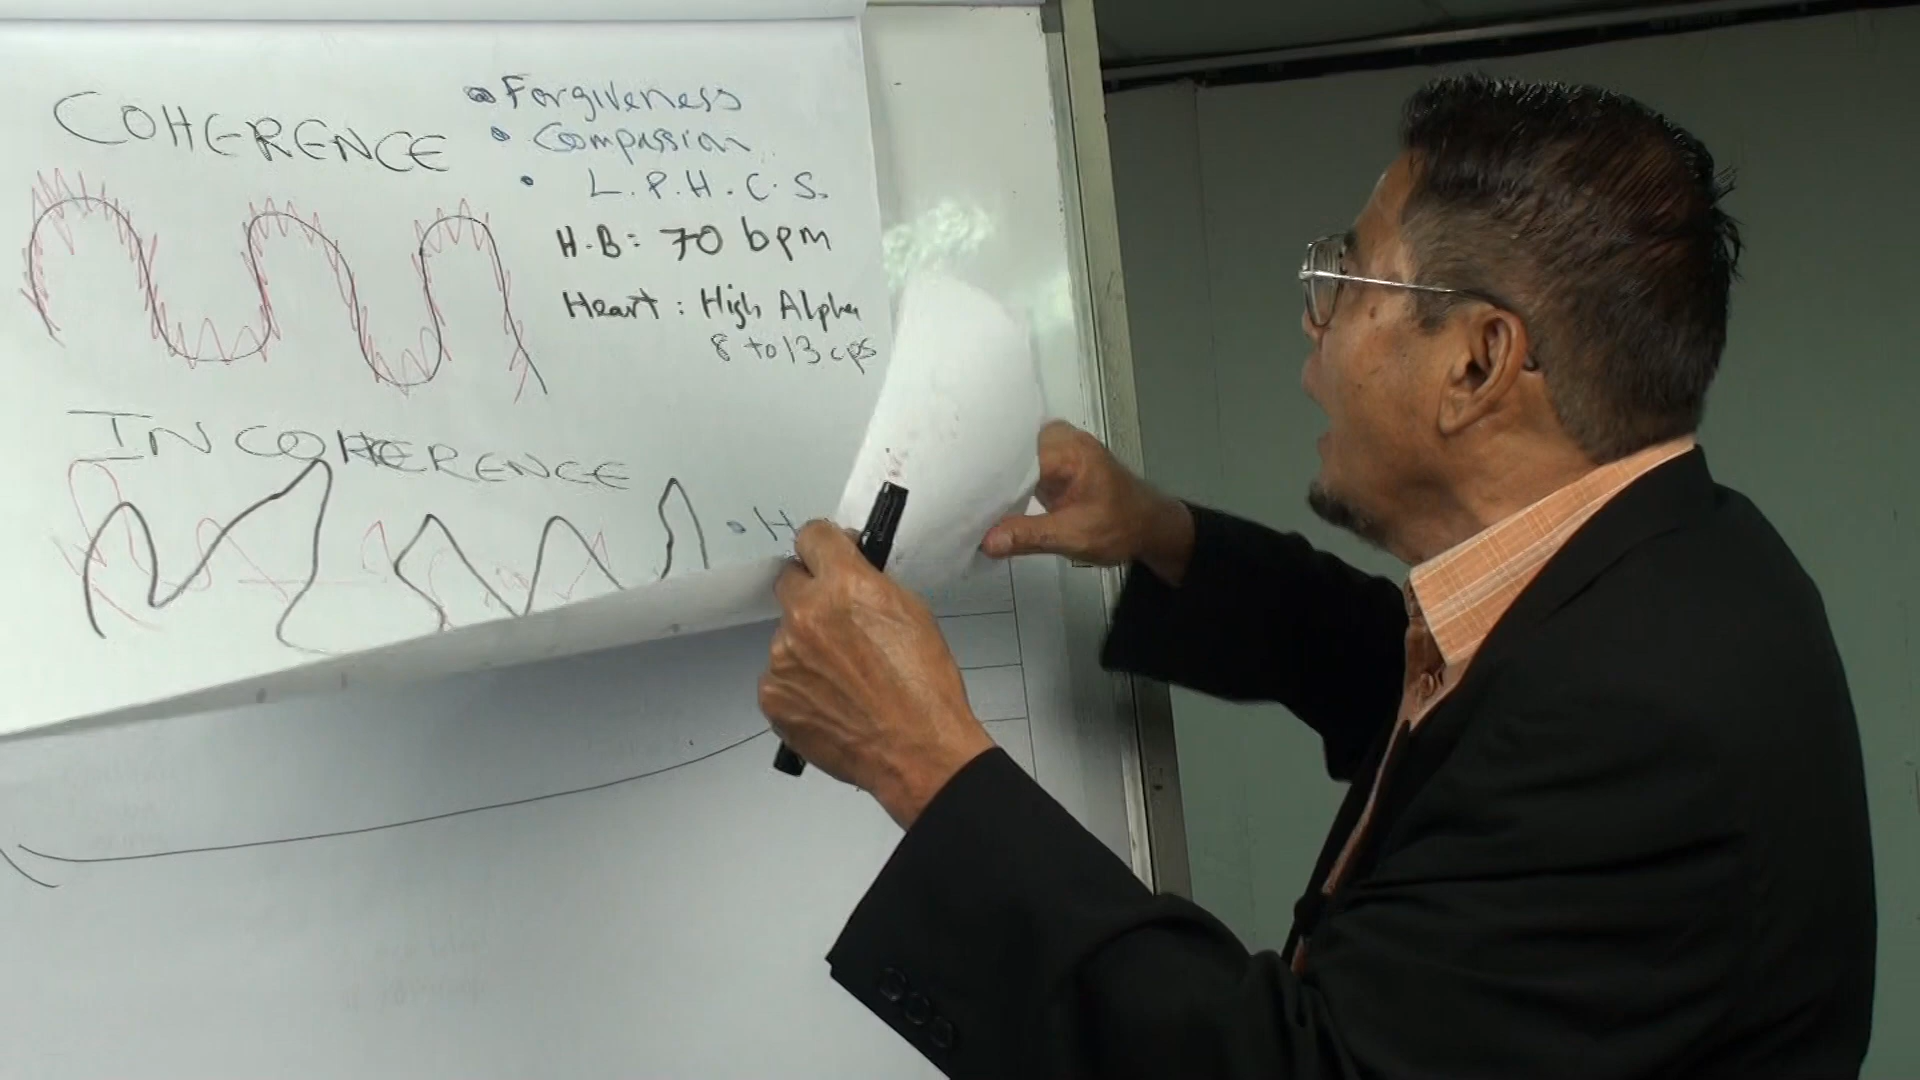 COHERENCE
• Forgiveness
• Compassion
• L.P.H.C.S.
H.B: 70 bpm
Heart: High Alpha
8 to 13 cps
INCOHERENCE
• H